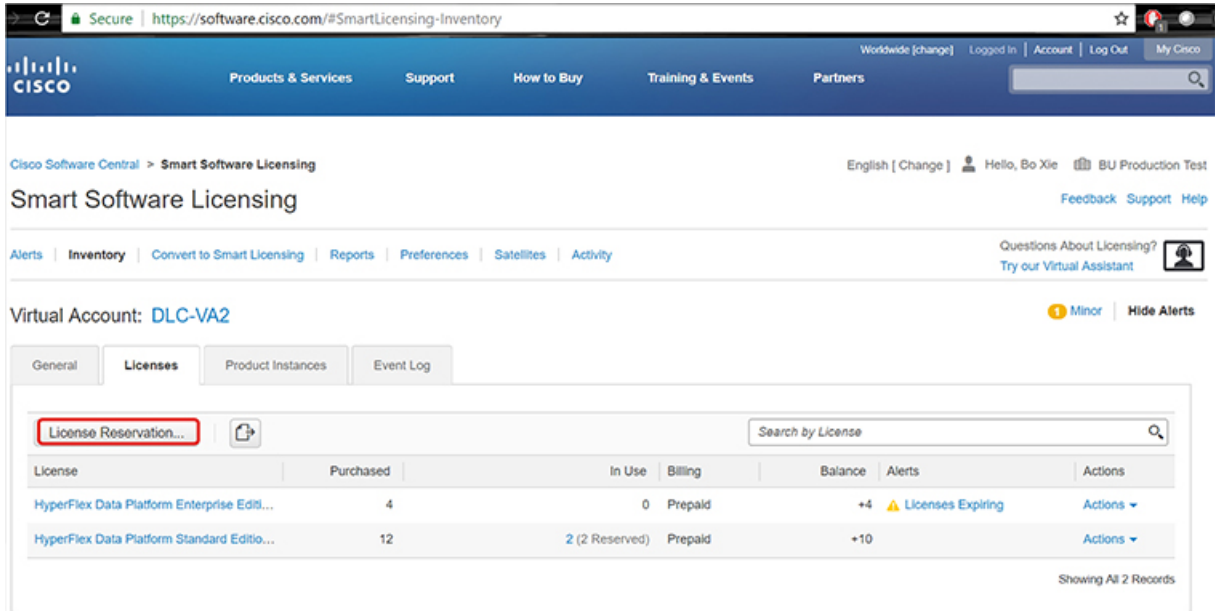 Secure | https://software.cisco.com/#SmartLicensing-Inventory
Worldwide [change] Logged In | Account | Log Out My Cisco
CISCO
Products & Services Support How to Buy Training & Events Partners
Cisco Software Central > Smart Software Licensing
English [ Change ] Hello, Bo Xie BU Production Test
Smart Software Licensing
Feedback Support Help
Alerts | Inventory | Convert to Smart Licensing | Reports | Preferences | Satellites | Activity
Questions About Licensing?
Try our Virtual Assistant
Virtual Account: DLC-VA2
1 Minor | Hide Alerts
General Licenses Product Instances Event Log
License Reservation...
Search by License
License Purchased In Use Billing Balance Alerts Actions
HyperFlex Data Platform Enterprise Editi... 4 0 Prepaid +4 Licenses Expiring Actions
HyperFlex Data Platform Standard Editio... 12 2 (2 Reserved) Prepaid +10 Actions
Showing All 2 Records